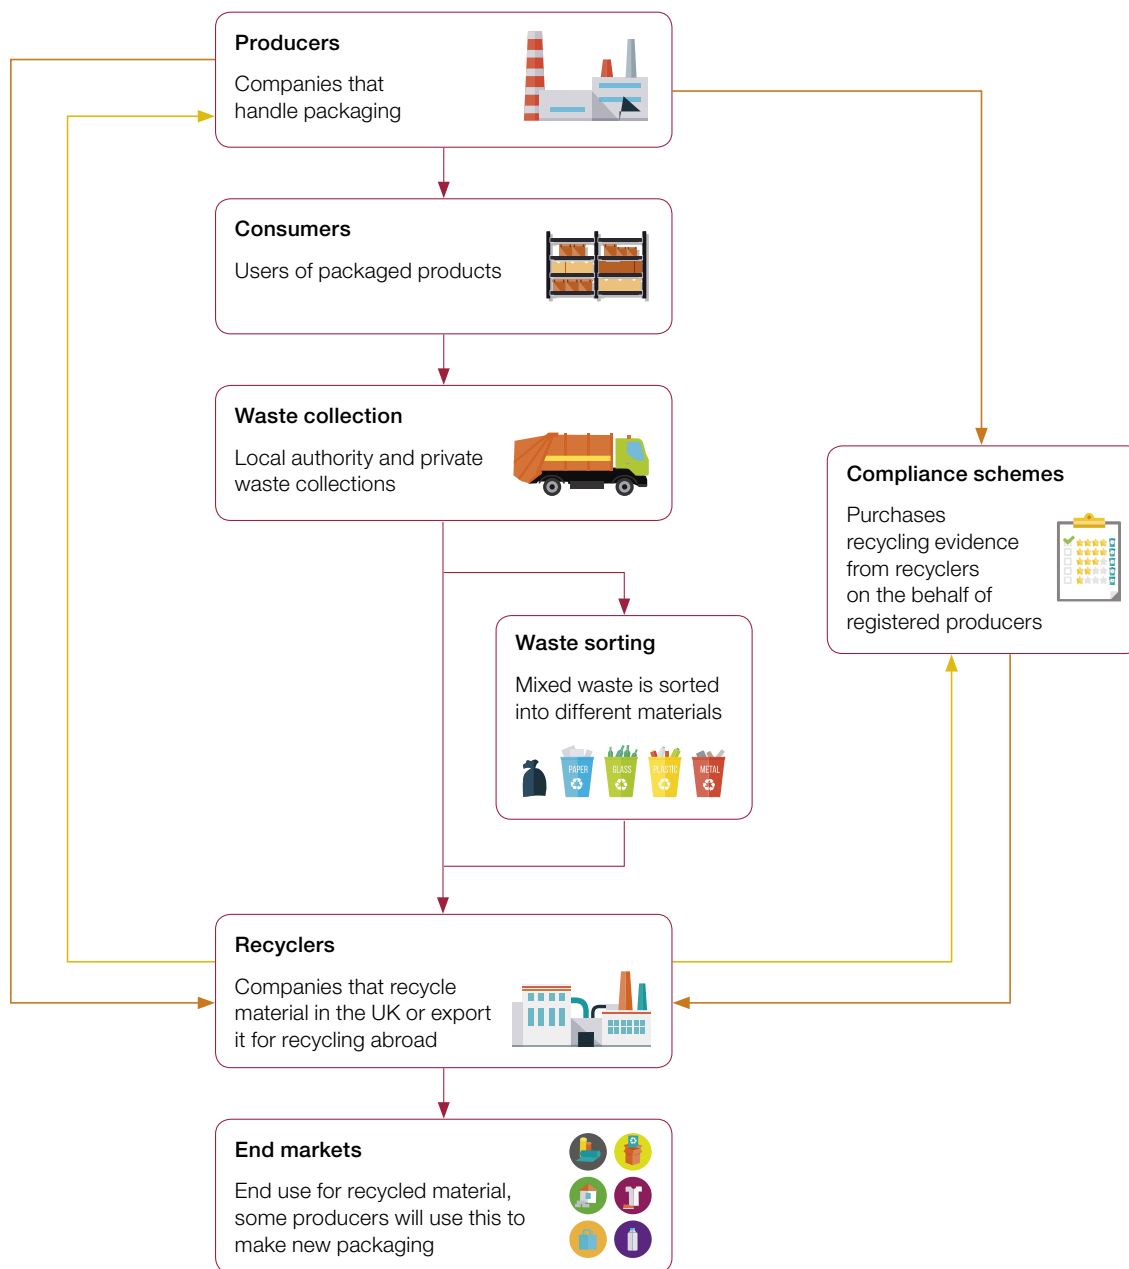 Producers
Companies that
handle packaging
Consumers
Users of packaged products
Waste collection
Local authority and private
waste collections
Compliance schemes
Purchases
recycling evidence
from recyclers
on the behalf of
registered producers
Waste sorting
Mixed waste is sorted
into different materials
PAPER
GLASS
PLASTIC
METAL
Recyclers
Companies that recycle
material in the UK or export
it for recycling abroad
End markets
End use for recycled material,
some producers will use this to
make new packaging